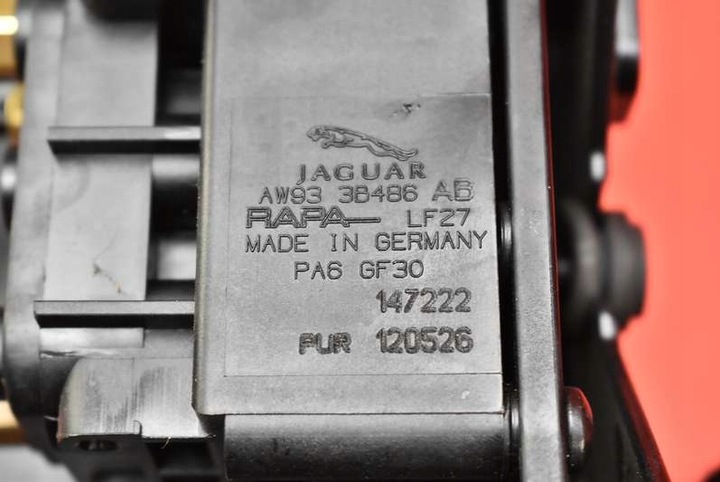 JAGUAR
AW93 3B486 AB
RAPA LF27
MADE IN GERMANY
PA6 GF30
147222
PUR 120526